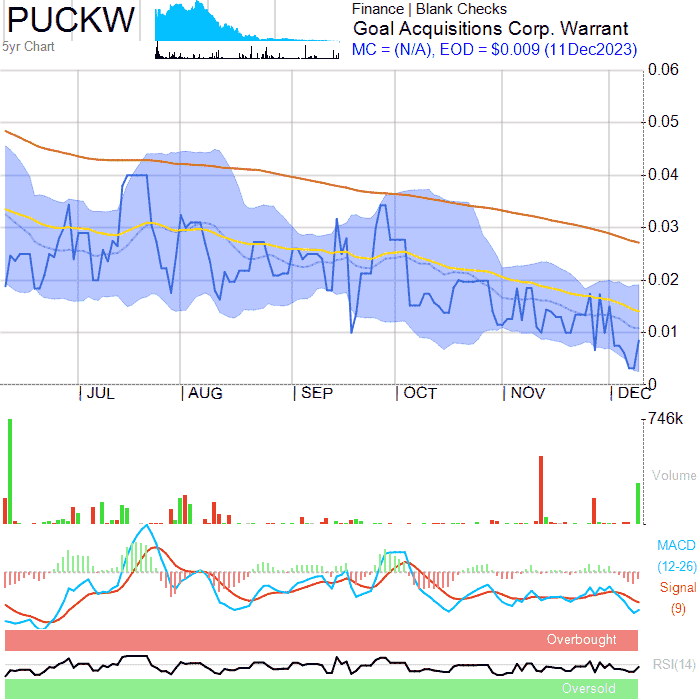 PUCKW
5yr Chart
Finance | Blank Checks
Goal Acquisitions Corp. Warrant
MC = (N/A), EOD = $0.009 (11Dec2023)
0.06
0.05
0.04
0.03
0.02
0.01
0
| JUL | AUG | SEP | OCT | NOV | DEC
746k
Volume
MACD
(12-26)
Signal
(9)
Overbought
RSI(14)
Oversold